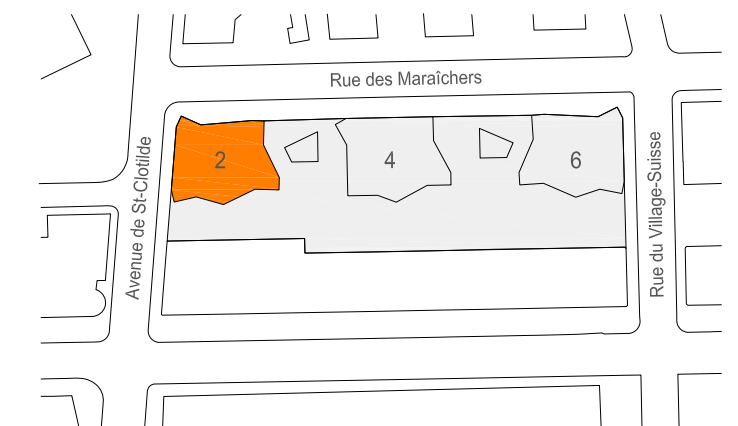 Rue des Maraîchers
2
4
6
Avenue de St-Clotilde
Rue du Village-Suisse